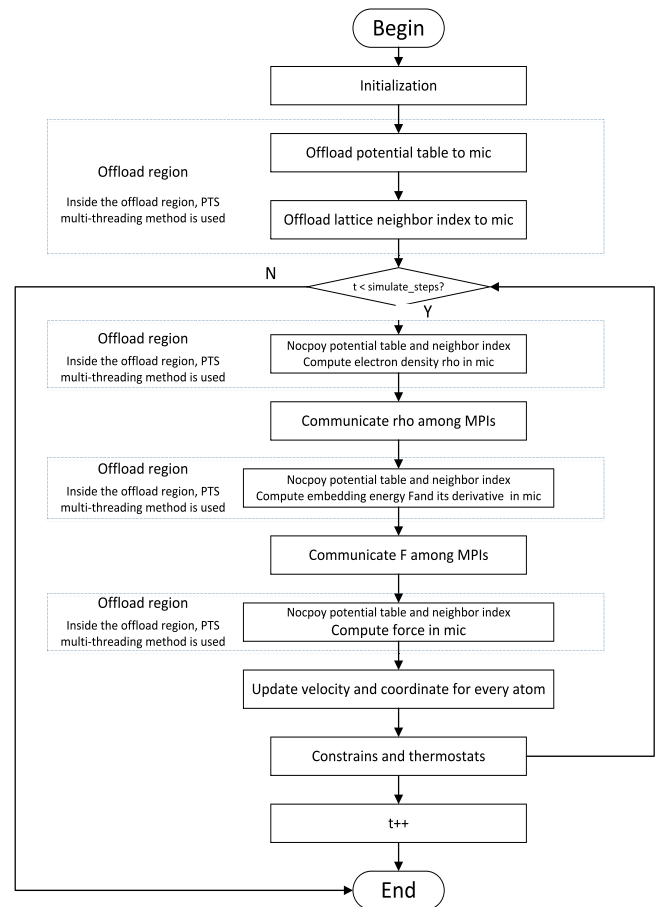 Begin
Initialization
Offload region
Inside the offload region, PTS
multi-threading method is used
Offload potential table to mic
Offload lattice neighbor index to mic
N
t < simulate_steps?
Y
Offload region
Inside the offload region, PTS
multi-threading method is used
Nocpoy potential table and neighbor index
Compute electron density rho in mic
Communicate rho among MPIs
Offload region
Inside the offload region, PTS
multi-threading method is used
Nocpoy potential table and neighbor index
Compute embedding energy Fand its derivative in mic
Communicate F among MPIs
Offload region
Inside the offload region, PTS
multi-threading method is used
Nocpoy potential table and neighbor index
Compute force in mic
Update velocity and coordinate for every atom
Constrains and thermostats
t++
End